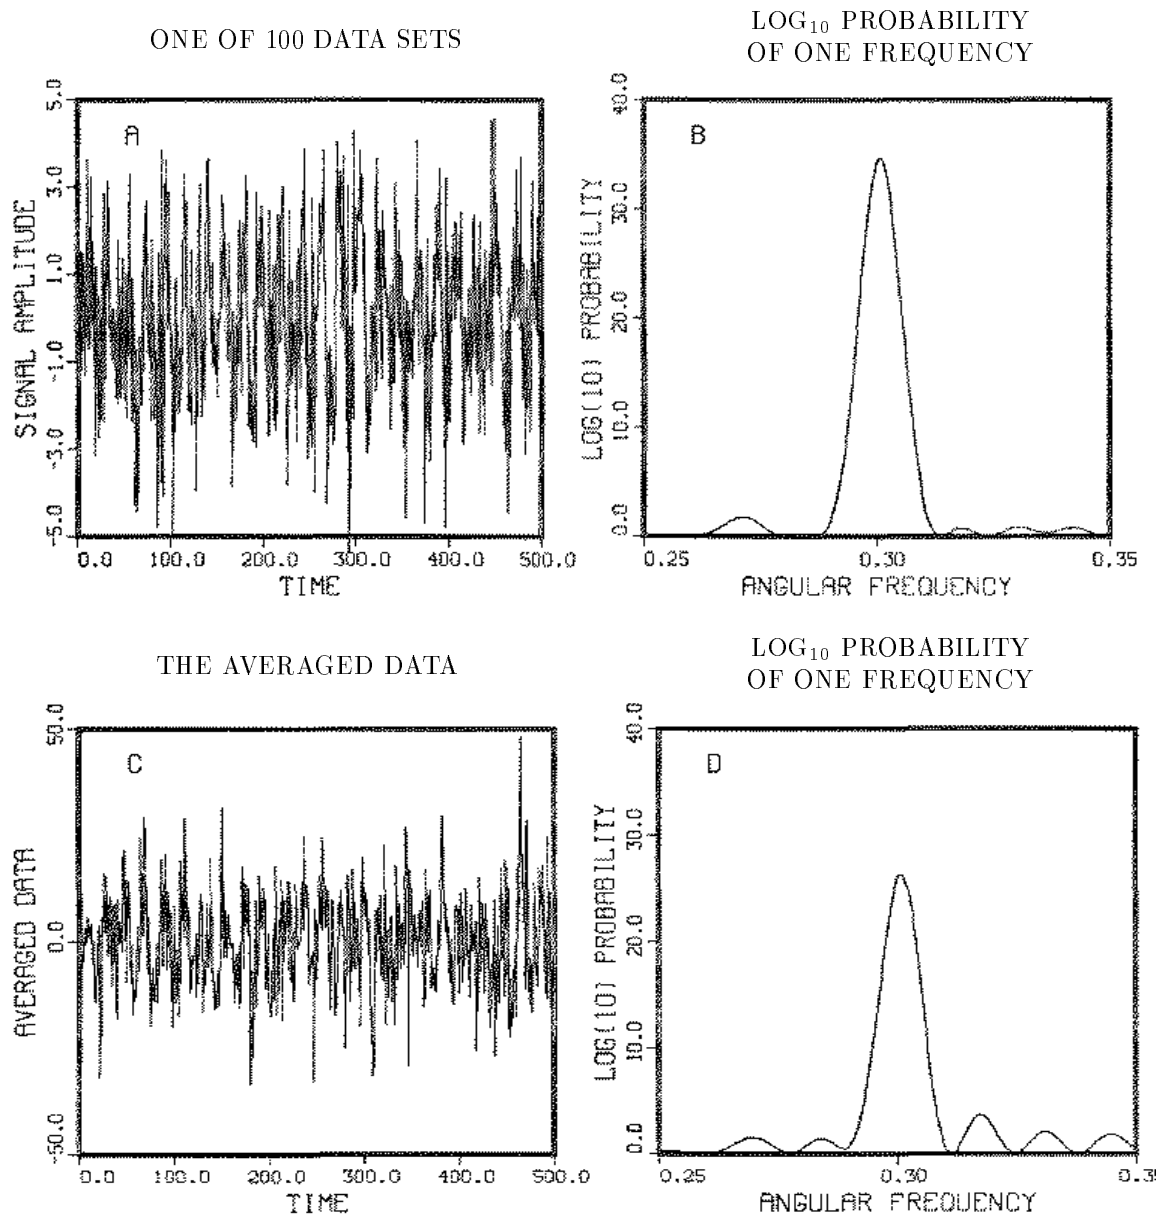 ONE OF 100 DATA SETS
LOG₁₀ PROBABILITY
OF ONE FREQUENCY
A
SIGNAL AMPLITUDE
5.0
3.0
1.0
-1.0
-3.0
-5.0
0.0 100.0 200.0 300.0 400.0 500.0
TIME
B
LOG(10) PROBABILITY
40.0
30.0
20.0
10.0
0.0
0.25 0.30 0.35
ANGULAR FREQUENCY
THE AVERAGED DATA
LOG₁₀ PROBABILITY
OF ONE FREQUENCY
C
AVERAGED DATA
50.0
0.0
-50.0
0.0 100.0 200.0 300.0 400.0 500.0
TIME
D
LOG(10) PROBABILITY
40.0
30.0
20.0
10.0
0.0
0.25 0.30 0.35
ANGULAR FREQUENCY